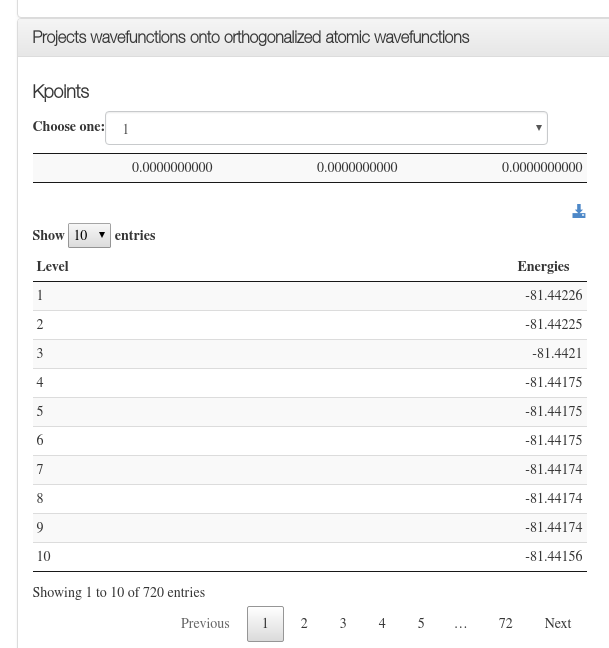 Projects wavefunctions onto orthogonalized atomic wavefunctions
Kpoints
Choose one: 1
0.0000000000 0.0000000000 0.0000000000
Show 10 entries
Level Energies
1 -81.44226
2 -81.44225
3 -81.4421
4 -81.44175
5 -81.44175
6 -81.44175
7 -81.44174
8 -81.44174
9 -81.44174
10 -81.44156
Showing 1 to 10 of 720 entries
Previous 1 2 3 4 5 … 72 Next